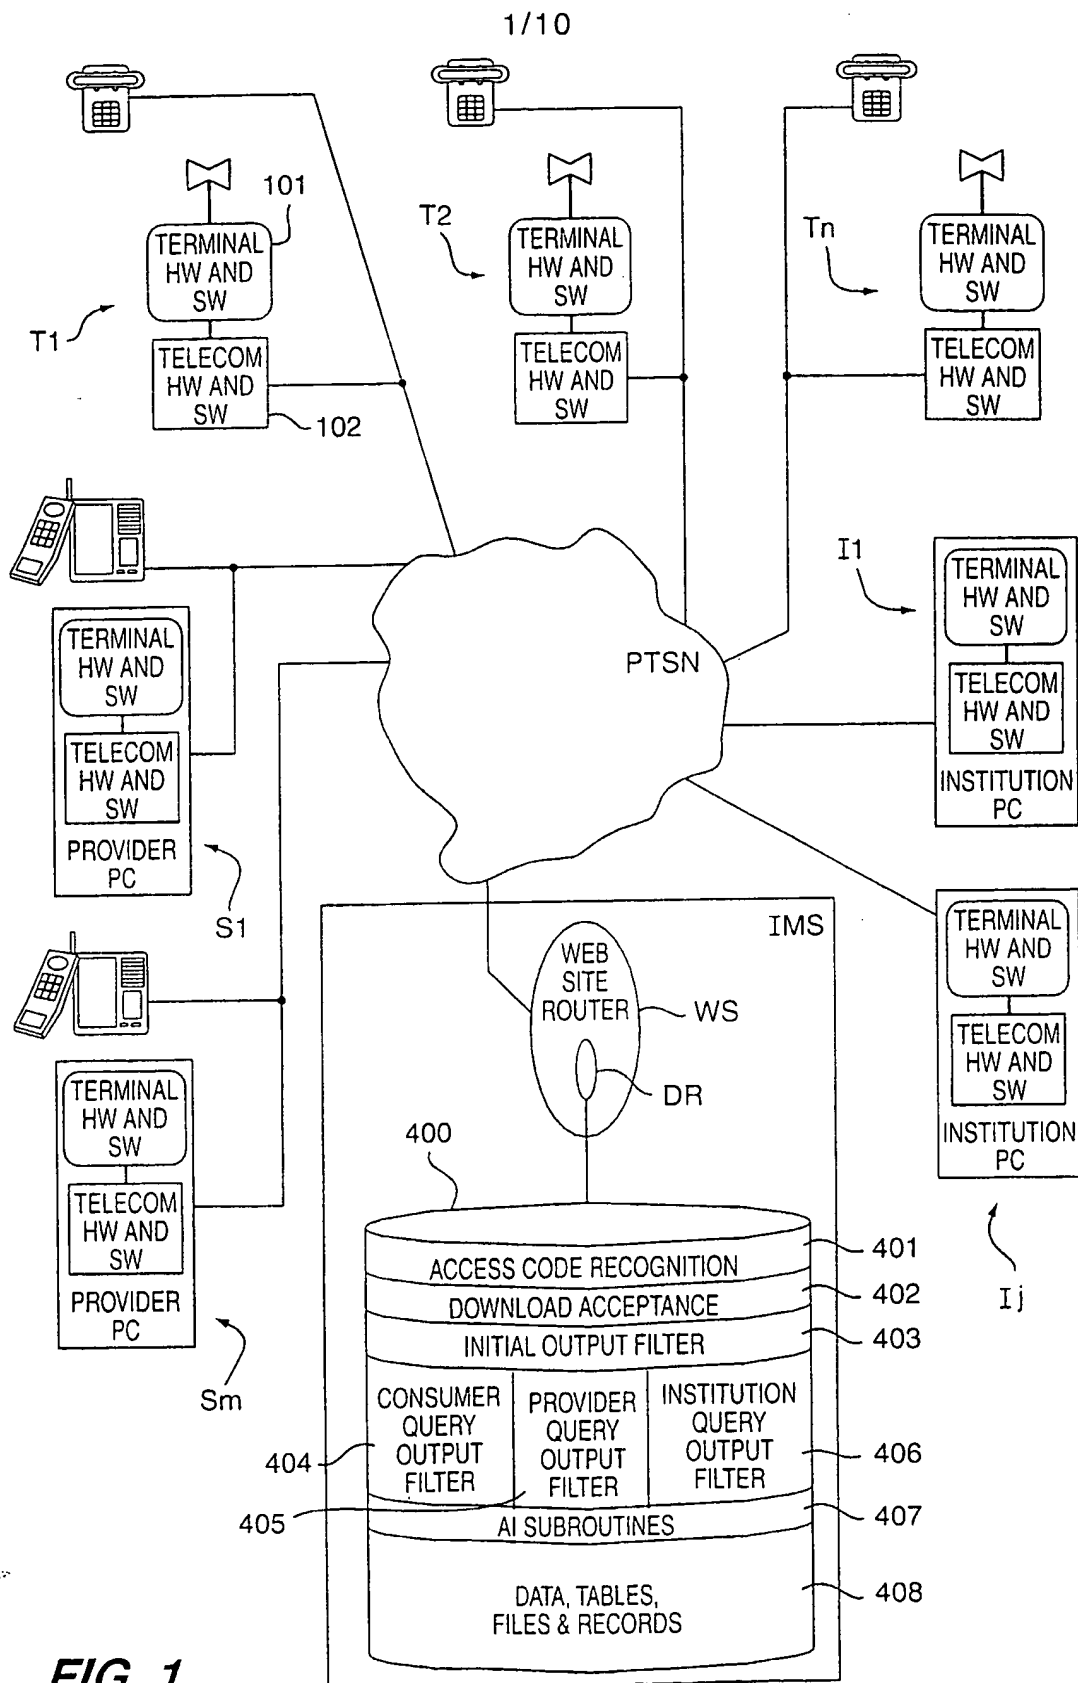 1/10
101
TERMINAL
HW AND
SW
T1
TELECOM
HW AND
SW
102
T2
TERMINAL
HW AND
SW
TELECOM
HW AND
SW
Tn
TERMINAL
HW AND
SW
TELECOM
HW AND
SW
PTSN
TERMINAL
HW AND
SW
TELECOM
HW AND
SW
PROVIDER
PC
S1
I1
TERMINAL
HW AND
SW
TELECOM
HW AND
SW
INSTITUTION
PC
TERMINAL
HW AND
SW
TELECOM
HW AND
SW
PROVIDER
PC
Sm
TERMINAL
HW AND
SW
TELECOM
HW AND
SW
INSTITUTION
PC
Ij
IMS
WEB
SITE
ROUTER
WS
DR
400
ACCESS CODE RECOGNITION
401
DOWNLOAD ACCEPTANCE
402
INITIAL OUTPUT FILTER
403
CONSUMER
QUERY
OUTPUT
FILTER
404
PROVIDER
QUERY
OUTPUT
FILTER
405
INSTITUTION
QUERY
OUTPUT
FILTER
406
AI SUBROUTINES
407
DATA, TABLES,
FILES & RECORDS
408
FIG. 1